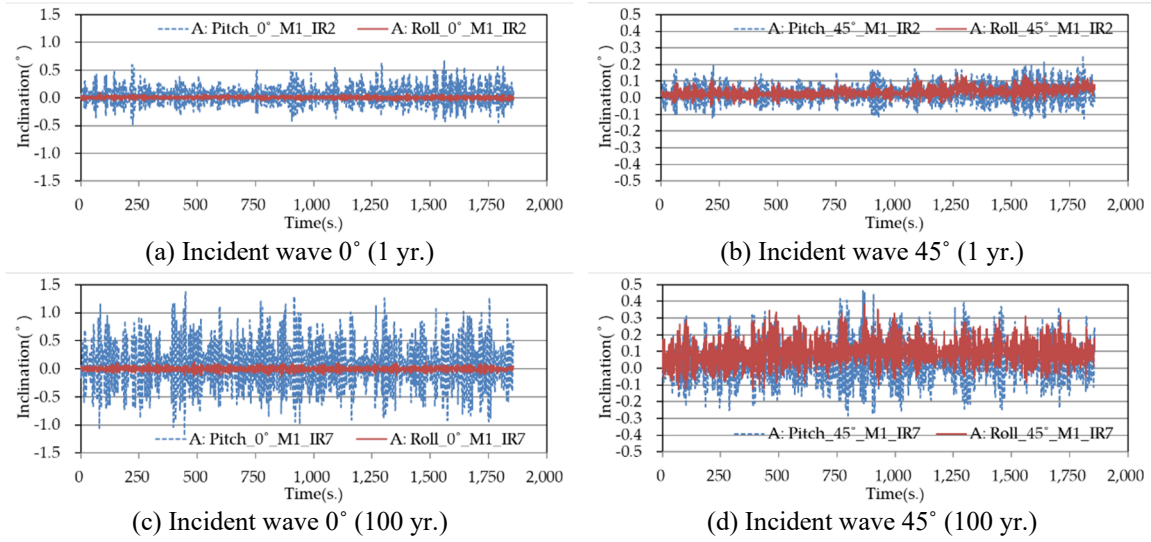 A: Pitch_0˚_M1_IR2 A: Roll_0˚_M1_IR2
1.5
1.0
0.5
0.0
-0.5
-1.0
-1.5
Inclination(˚)
0 250 500 750 1,000 1,250 1,500 1,750 2,000
Time(s.)
(a) Incident wave 0˚ (1 yr.)
A: Pitch_45˚_M1_IR2 A: Roll_45˚_M1_IR2
0.5
0.4
0.3
0.2
0.1
0.0
-0.1
-0.2
-0.3
-0.4
-0.5
Inclination(˚)
0 250 500 750 1,000 1,250 1,500 1,750 2,000
Time(s.)
(b) Incident wave 45˚ (1 yr.)
1.5
1.0
0.5
0.0
-0.5
-1.0
-1.5
Inclination(˚)
A: Pitch_0˚_M1_IR7 A: Roll_0˚_M1_IR7
0 250 500 750 1,000 1,250 1,500 1,750 2,000
Time(s.)
(c) Incident wave 0˚ (100 yr.)
0.5
0.4
0.3
0.2
0.1
0.0
-0.1
-0.2
-0.3
-0.4
-0.5
Inclination(˚)
A: Pitch_45˚_M1_IR7 A: Roll_45˚_M1_IR7
0 250 500 750 1,000 1,250 1,500 1,750 2,000
Time(s.)
(d) Incident wave 45˚ (100 yr.)